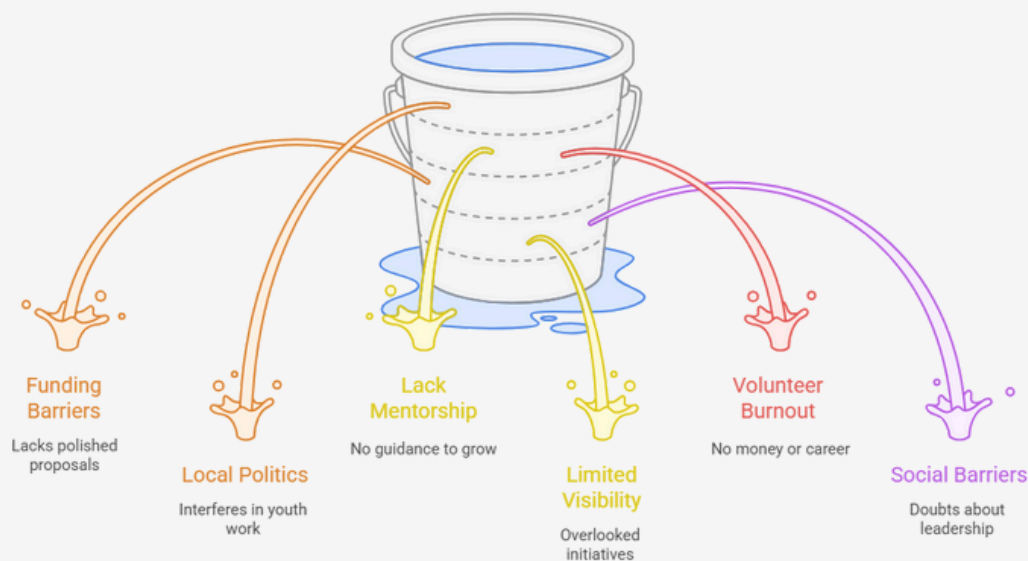 Funding
Barriers
Lacks polished
proposals
Local Politics
Interferes in youth
work
Lack
Mentorship
No guidance to grow
Limited
Visibility
Overlooked
initiatives
Volunteer
Burnout
No money or career
Social Barriers
Doubts about
leadership